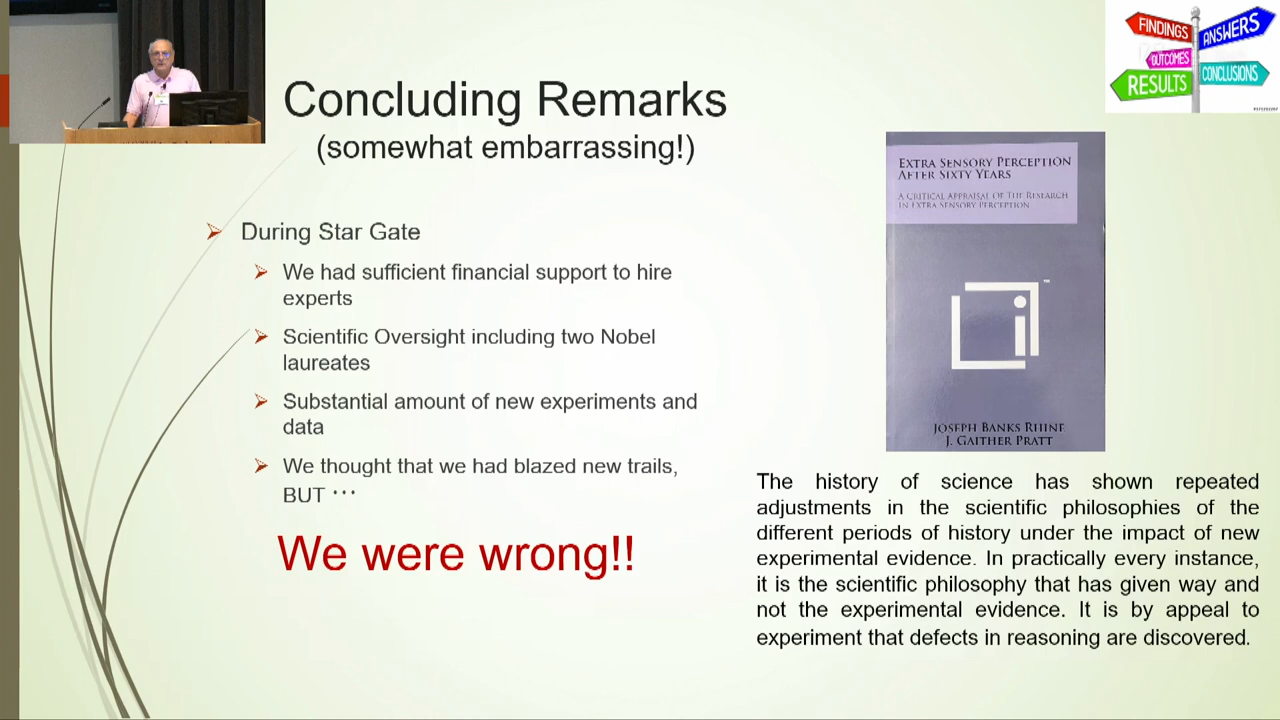 Concluding Remarks
(somewhat embarrassing!)
During Star Gate
We had sufficient financial support to hire
experts
Scientific Oversight including two Nobel
laureates
Substantial amount of new experiments and
data
We thought that we had blazed new trails,
BUT ···
We were wrong!!
FINDINGS
ANSWERS
OUTCOMES
RESULTS
CONCLUSIONS
EXTRA SENSORY PERCEPTION
AFTER SIXTY YEARS
A CRITICAL APPRAISAL OF THE RESEARCH
IN EXTRA SENSORY PERCEPTION
i
TM
JOSEPH BANKS RHINE
J. GAITHER PRATT
The history of science has shown repeated
adjustments in the scientific philosophies of the
different periods of history under the impact of new
experimental evidence. In practically every instance,
it is the scientific philosophy that has given way and
not the experimental evidence. It is by appeal to
experiment that defects in reasoning are discovered.